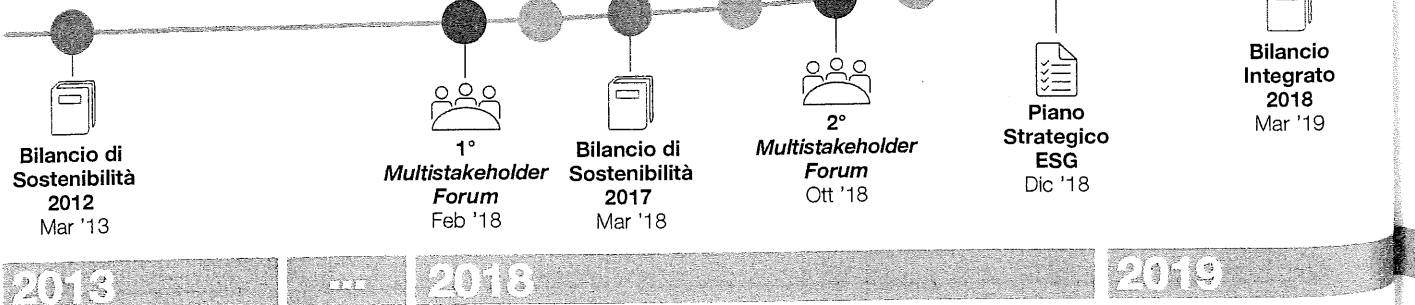 Bilancio di
Sostenibilità
2012
Mar '13
1°
Multistakeholder
Forum
Feb '18
Bilancio di
Sostenibilità
2017
Mar '18
2°
Multistakeholder
Forum
Ott '18
Piano
Strategico
ESG
Dic '18
Bilancio
Integrato
2018
Mar '19
2013
...
2018
2019